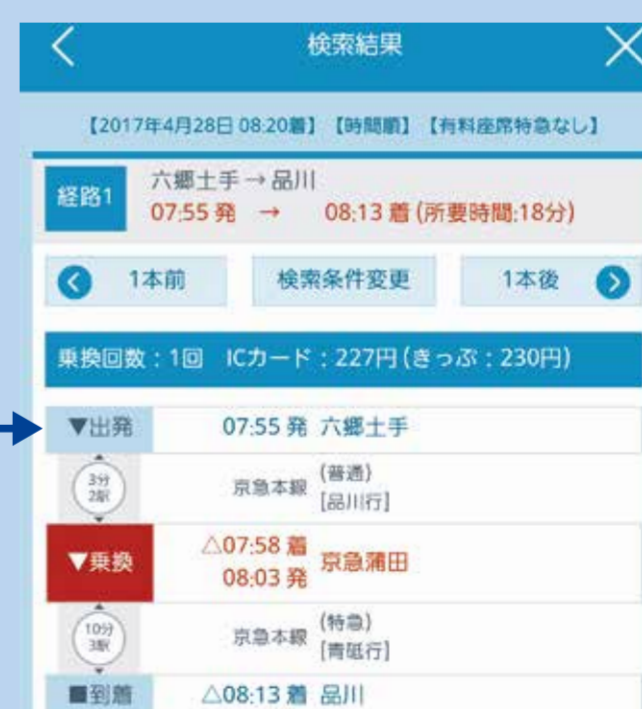 検索結果
【2017年4月28日 08:20着】【時間順】【有料座席特急なし】
経路1
六郷土手→品川
07:55 発 → 08:13 着 (所要時間:18分)
1本前 検索条件変更 1本後
乗換回数：1回 ICカード：227円 (きっぷ：230円)
▼出発 07:55 発 六郷土手
3分
2駅
京急本線 (普通)
[品川行]
▼乗換 △07:58 着
08:03 発 京急蒲田
10分
3駅
京急本線 (特急)
[青砥行]
■到着 △08:13 着 品川